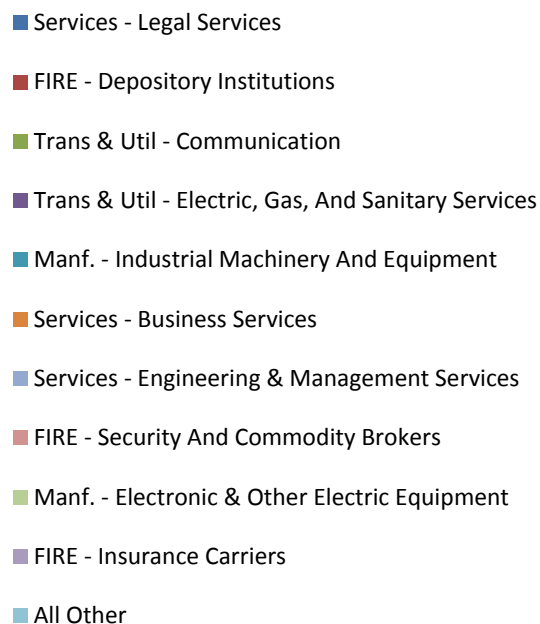 Services - Legal Services
FIRE - Depository Institutions
Trans & Util - Communication
Trans & Util - Electric, Gas, And Sanitary Services
Manf. - Industrial Machinery And Equipment
Services - Business Services
Services - Engineering & Management Services
FIRE - Security And Commodity Brokers
Manf. - Electronic & Other Electric Equipment
FIRE - Insurance Carriers
All Other